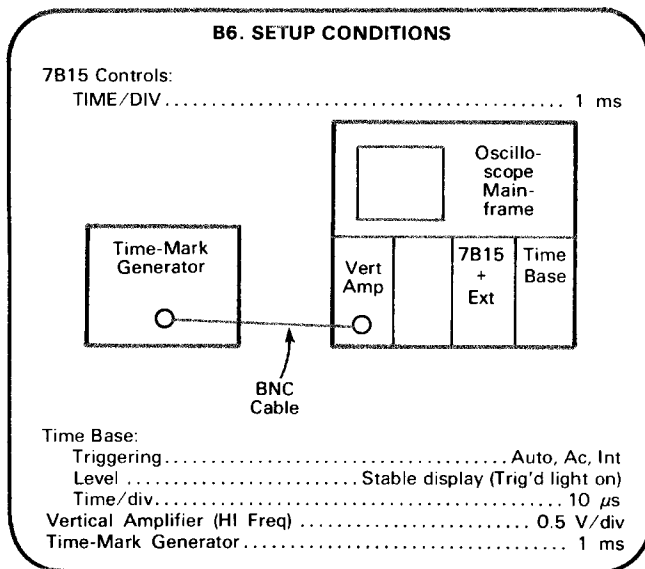 B6. SETUP CONDITIONS
7B15 Controls:
TIME/DIV ............................................... 1 ms
Oscillo-
scope
Main-
frame
Time-Mark
Generator
Vert
Amp
7B15
+
Ext
Time
Base
BNC
Cable
Time Base:
Triggering ........................................ Auto, Ac, Int
Level ........................ Stable display (Trig'd light on)
Time/div ............................................... 10 µs
Vertical Amplifier (HI Freq) ........................... 0.5 V/div
Time-Mark Generator ................................... 1 ms